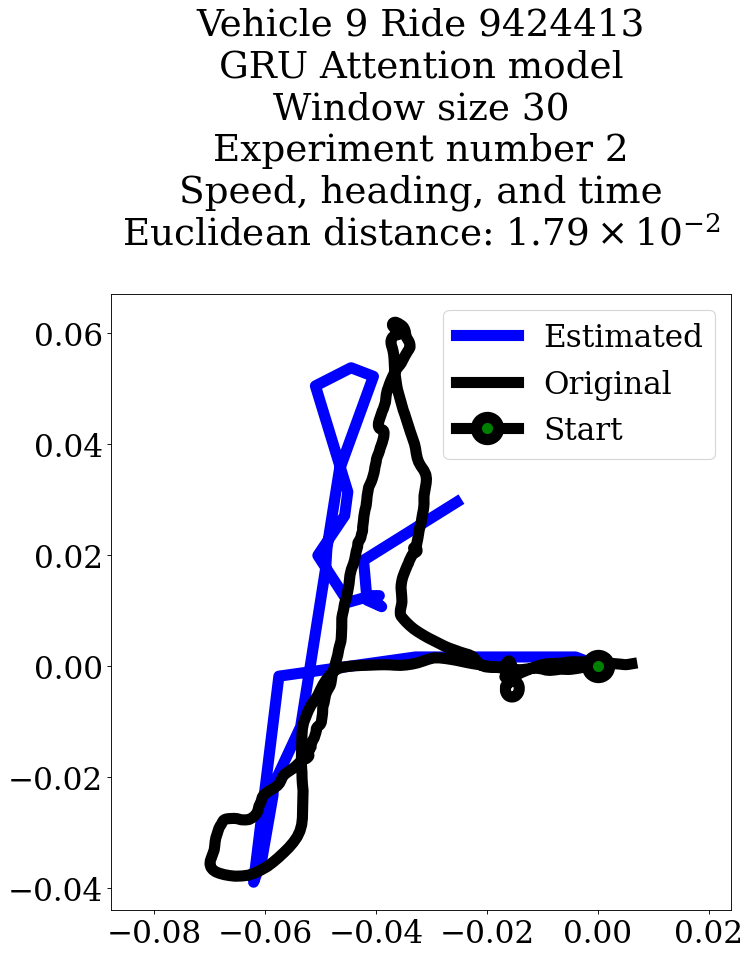 Vehicle 9 Ride 9424413
GRU Attention model
Window size 30
Experiment number 2
Speed, heading, and time
Euclidean distance: 1.79 × 10⁻²
Estimated
Original
Start
0.06
0.04
0.02
0.00
−0.02
−0.04
−0.08 −0.06 −0.04 −0.02 0.00 0.02